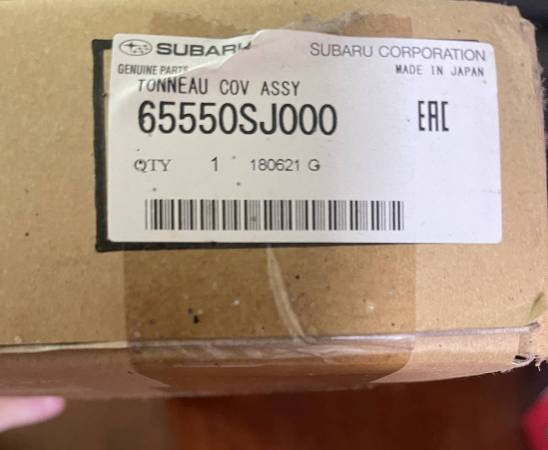 SUBARU SUBARU CORPORATION
GENUINE PARTS MADE IN JAPAN
TONNEAU COV ASSY
65550SJ000 EAC
QTY 1 180621 G